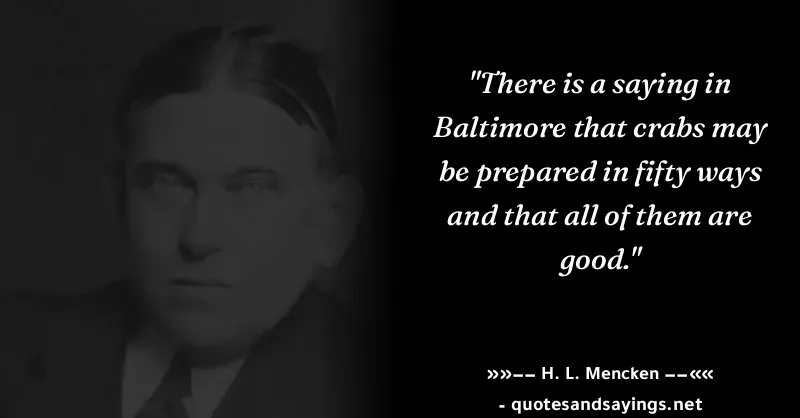 "There is a saying in
Baltimore that crabs may
be prepared in fifty ways
and that all of them are
good."
»»—— H. L. Mencken ——««
- quotesandsayings.net